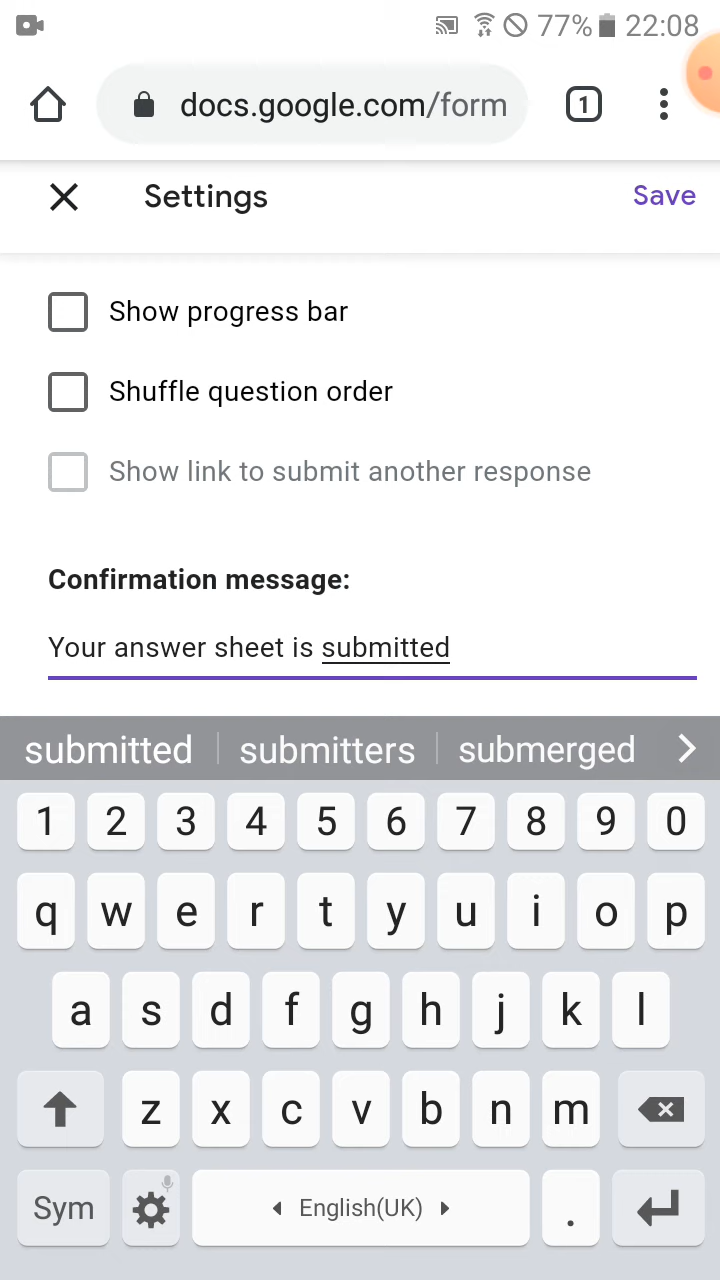 77% 22:08
docs.google.com/form 1
Settings Save
Show progress bar
Shuffle question order
Show link to submit another response
Confirmation message:
Your answer sheet is submitted
submitted submitters submerged
1 2 3 4 5 6 7 8 9 0
q w e r t y u i o p
a s d f g h j k l
z x c v b n m
Sym English(UK) .